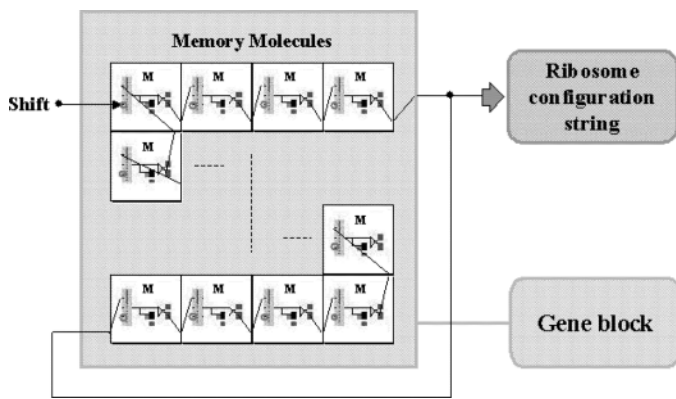 Memory Molecules
M M M M
Shift
M
M
M M M M
Ribosome
configuration
string
Gene block